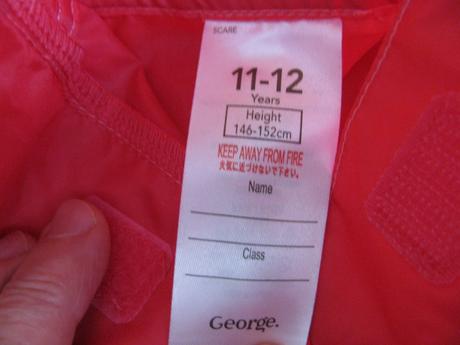 SCARE
11-12
Years
Height
146-152cm
KEEP AWAY FROM FIRE
火気に近づけないで下さい。
Name
Class
George.